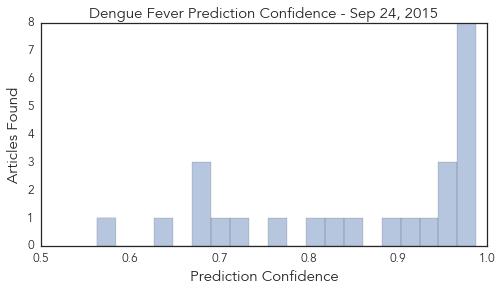 Dengue Fever Prediction Confidence - Sep 24, 2015
8
7
6
5
4
3
2
1
0
Articles Found
0.5 0.6 0.7 0.8 0.9 1.0
Prediction Confidence